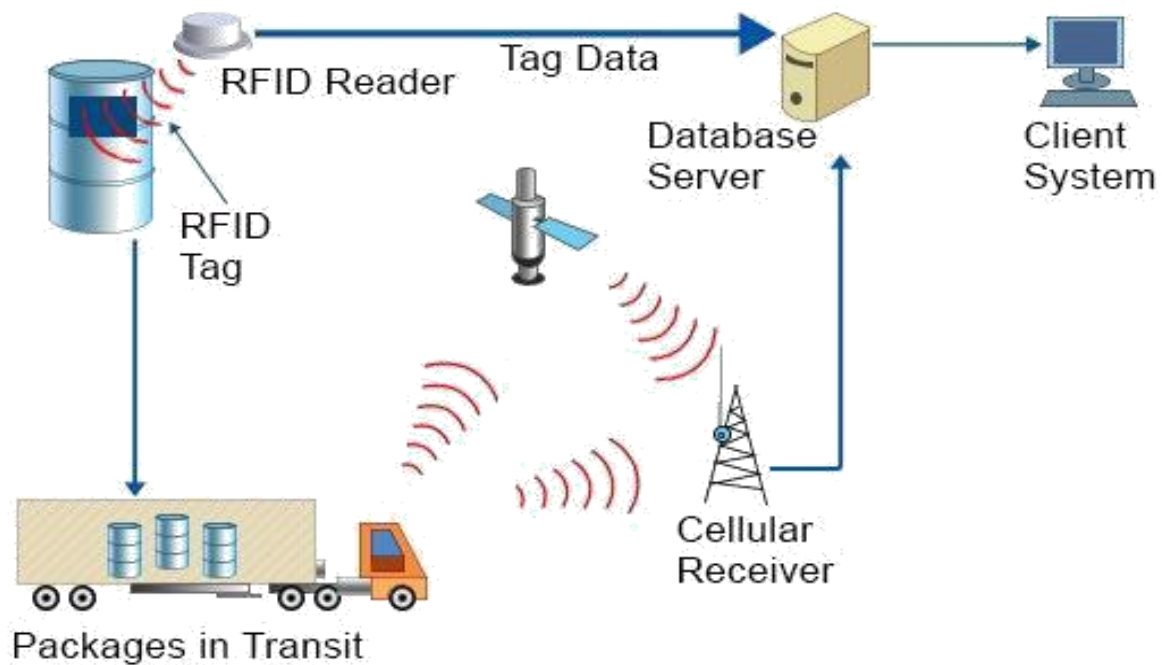 RFID Reader
Tag Data
RFID
Tag
Database
Server
Client
System
Cellular
Receiver
Packages in Transit